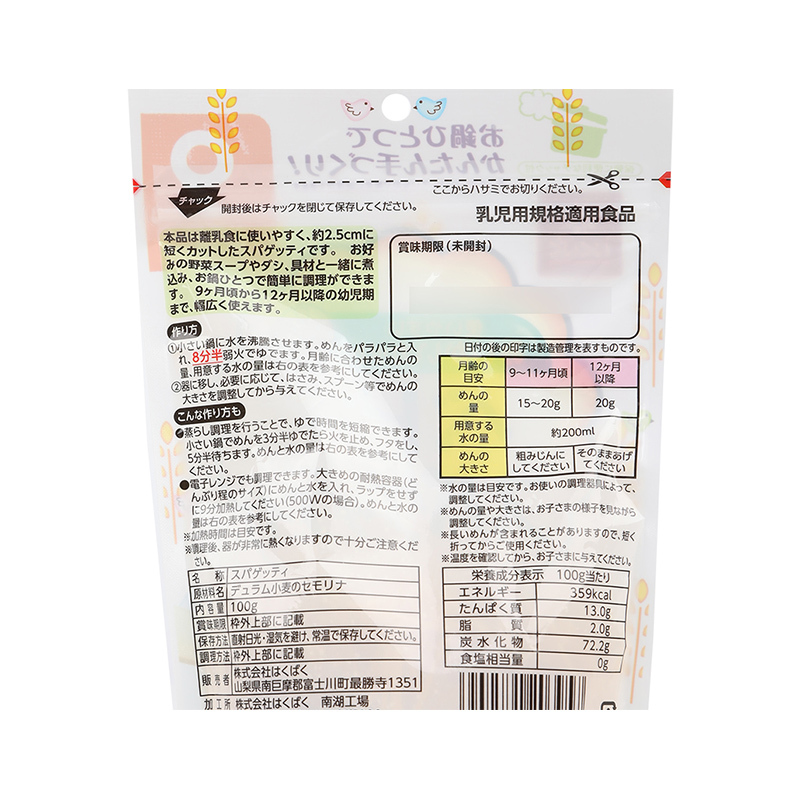 お鍋ひとつで
かんたん手づくり!
ここからハサミでお切りください。
チャック
開封後はチャックを閉じて保存してください。
乳児用規格適用食品
本品は離乳食に使いやすく、約2.5cmに
短くカットしたスパゲッティです。 お好
みの野菜スープやダシ、具材と一緒に煮
込み、お鍋ひとつで簡単に調理ができま
す。 9ヶ月頃から12ヶ月以降の幼児期
まで、幅広く使えます。
賞味期限(未開封)
日付の後の印字は製造管理を表すものです。
作り方
①小さい鍋に水を沸騰させます。めんをパラパラと入
れ、8分半弱火でゆでます。月齢に合わせためんの
量、用意する水の量は右の表を参考にしてください。
②器に移し、必要に応じて、はさみ、スプーン等でめんの
大きさを調整してから与えてください。
こんな作り方も
●蒸らし調理を行うことで、ゆで時間を短縮できます。
小さい鍋でめんを3分半ゆでたら火を止め、フタをし、
5分半待ちます。めんと水の量は右の表を参考にして
ください。
●電子レンジでも調理できます。大きめの耐熱容器(ど
んぶり程のサイズ)にめんと水を入れ、ラップをせず
に9分加熱してください(500Wの場合)。めんと水の
量は右の表を参考にしてください。
※加熱時間は目安です。
※調理後、器が非常に熱くなりますので十分ご注意くだ
さい。
月齢の目安 9〜11ヶ月頃 12ヶ月以降
めんの量 15〜20g 20g
用意する水の量 約200ml
めんの大きさ 粗みじんにしてください そのままあげてください
※水の量は目安です。お使いの調理器具によって、
調整してください。
※めんの量や大きさは、お子さまの様子を見ながら
調整してください。
※長いめんが含まれることがありますので、短く
折ってからご使用ください。
※温度を確認してから、お子さまに与えてください。
名称 スパゲッティ
原材料名 デュラム小麦のセモリナ
内容量 100g
賞味期限 枠外上部に記載
保存方法 直射日光・湿気を避け、常温で保存してください。
調理方法 枠外上部に記載
販売者 株式会社はくばく
山梨県南巨摩郡富士川町最勝寺1351
加工所 株式会社はくばく 南湖工場
栄養成分表示 100g当たり
エネルギー 359kcal
たんぱく質 13.0g
脂質 2.0g
炭水化物 72.2g
食塩相当量 0g